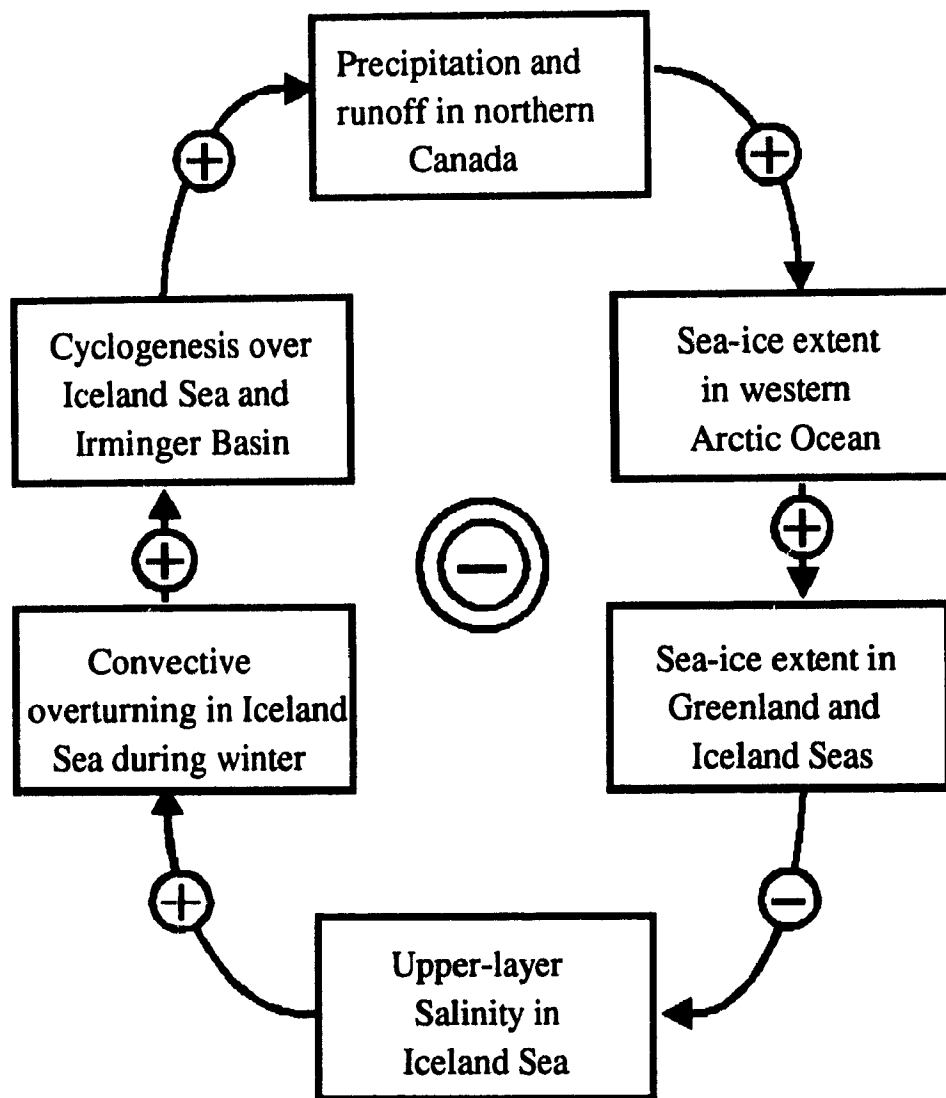 Precipitation and
runoff in northern
Canada
+
+
Cyclogenesis over
Iceland Sea and
Irminger Basin
Sea-ice extent
in western
Arctic Ocean
+
−
+
Convective
overturning in Iceland
Sea during winter
Sea-ice extent in
Greenland and
Iceland Seas
+
−
Upper-layer
Salinity in
Iceland Sea